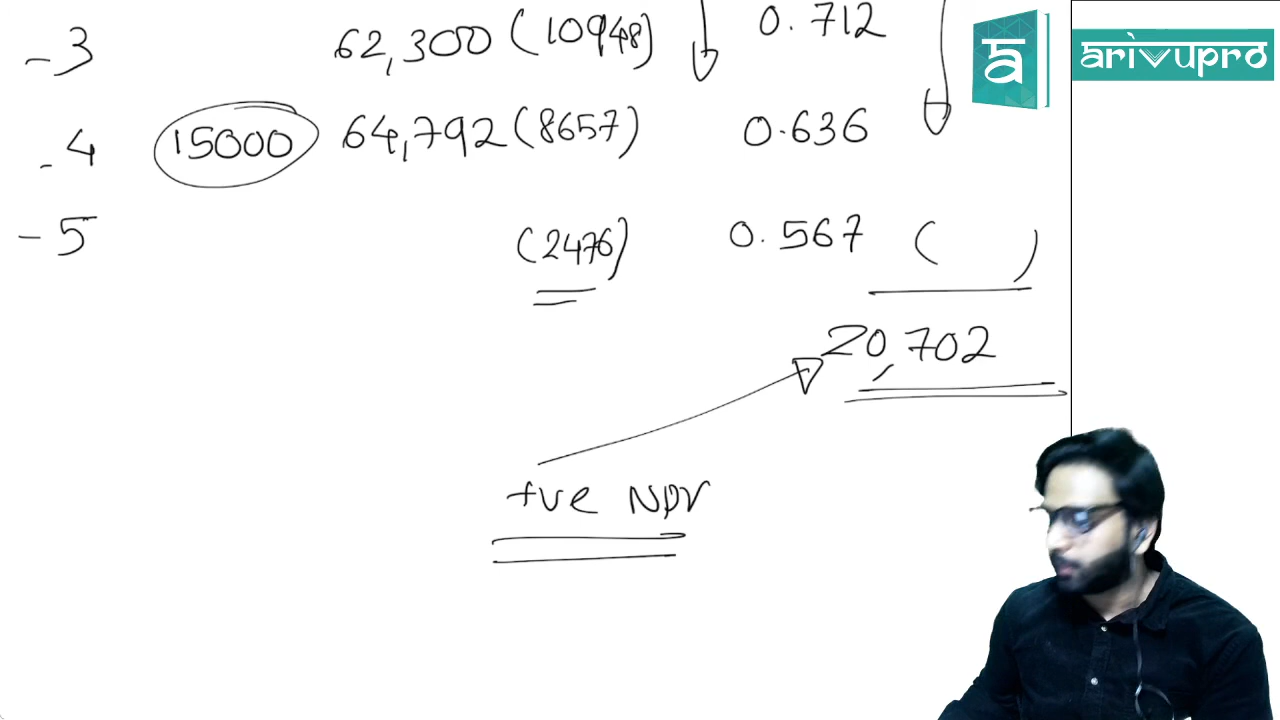 -3 62,300 (10948) 0.712
-4 15000 64,792 (8657) 0.636
-5 (2476) 0.567 ( )
20,702
+ve NPV
ā
arivupro